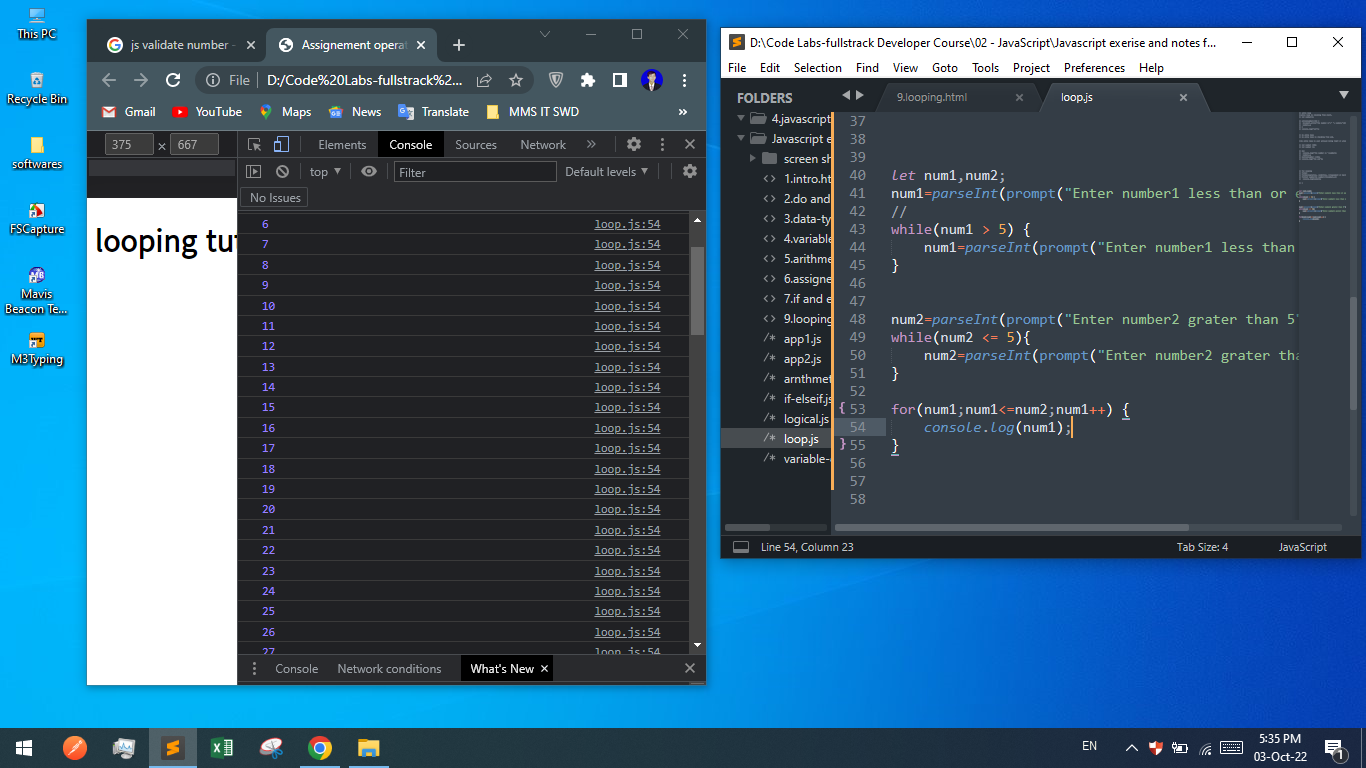 This PC
Recycle Bin
softwares
FSCapture
Mavis
Beacon Te...
M3Typing
js validate number -
Assignement operat
File
D:/Code%20Labs-fullstrack%2...
Gmail
YouTube
Maps
News
Translate
MMS IT SWD
»
375 × 667
Elements
Console
Sources
Network
»
top
Filter
Default levels
No Issues
looping tut
6 loop.js:54
7 loop.js:54
8 loop.js:54
9 loop.js:54
10 loop.js:54
11 loop.js:54
12 loop.js:54
13 loop.js:54
14 loop.js:54
15 loop.js:54
16 loop.js:54
17 loop.js:54
18 loop.js:54
19 loop.js:54
20 loop.js:54
21 loop.js:54
22 loop.js:54
23 loop.js:54
24 loop.js:54
25 loop.js:54
26 loop.js:54
27 loop.js:54
Console
Network conditions
What's New
D:\Code Labs-fullstrack Developer Course\02 - JavaScript\Javascript exerise and notes f...
File Edit Selection Find View Goto Tools Project Preferences Help
FOLDERS
4.javascript
Javascript e
screen sh
1.intro.ht
2.do and
3.data-ty
4.variable
5.arithme
6.assigne
7.if and e
9.looping
app1.js
app2.js
arnthmet
if-elseif.js
logical.js
loop.js
variable-
9.looping.html
loop.js
37
38
39
40 let num1,num2;
41 num1=parseInt(prompt("Enter number1 less than or e
42 //
43 while(num1 > 5) {
44 num1=parseInt(prompt("Enter number1 less than
45 }
46
47
48 num2=parseInt(prompt("Enter number2 grater than 5"
49 while(num2 <= 5){
50 num2=parseInt(prompt("Enter number2 grater tha
51 }
52
53 for(num1;num1<=num2;num1++) {
54 console.log(num1);
55 }
56
57
58
Line 54, Column 23
Tab Size: 4
JavaScript
EN
5:35 PM
03-Oct-22
1